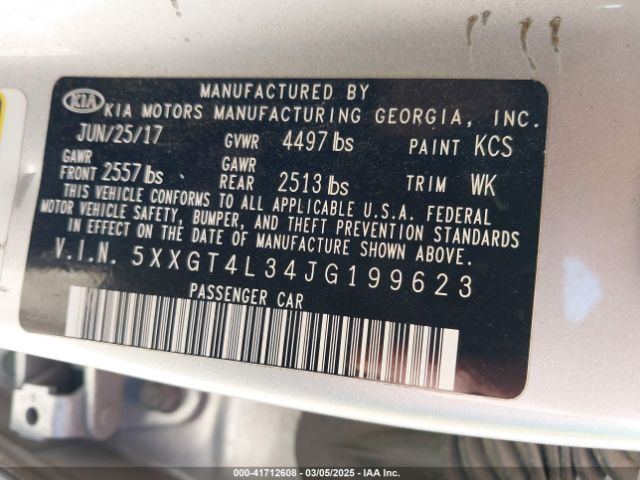 MANUFACTURED BY
KIA KIA MOTORS MANUFACTURING GEORGIA, INC.
JUN/25/17 GVWR 4497 lbs PAINT KCS
GAWR FRONT 2557 lbs GAWR REAR 2513 lbs TRIM WK
THIS VEHICLE CONFORMS TO ALL APPLICABLE U.S.A. FEDERAL
MOTOR VEHICLE SAFETY, BUMPER, AND THEFT PREVENTION STANDARDS
IN EFFECT ON THE DATE OF MANUFACTURE SHOWN ABOVE.
V.I.N. 5XXGT4L34JG199623
PASSENGER CAR
000-41712608 — 03/05/2025 — IAA Inc.